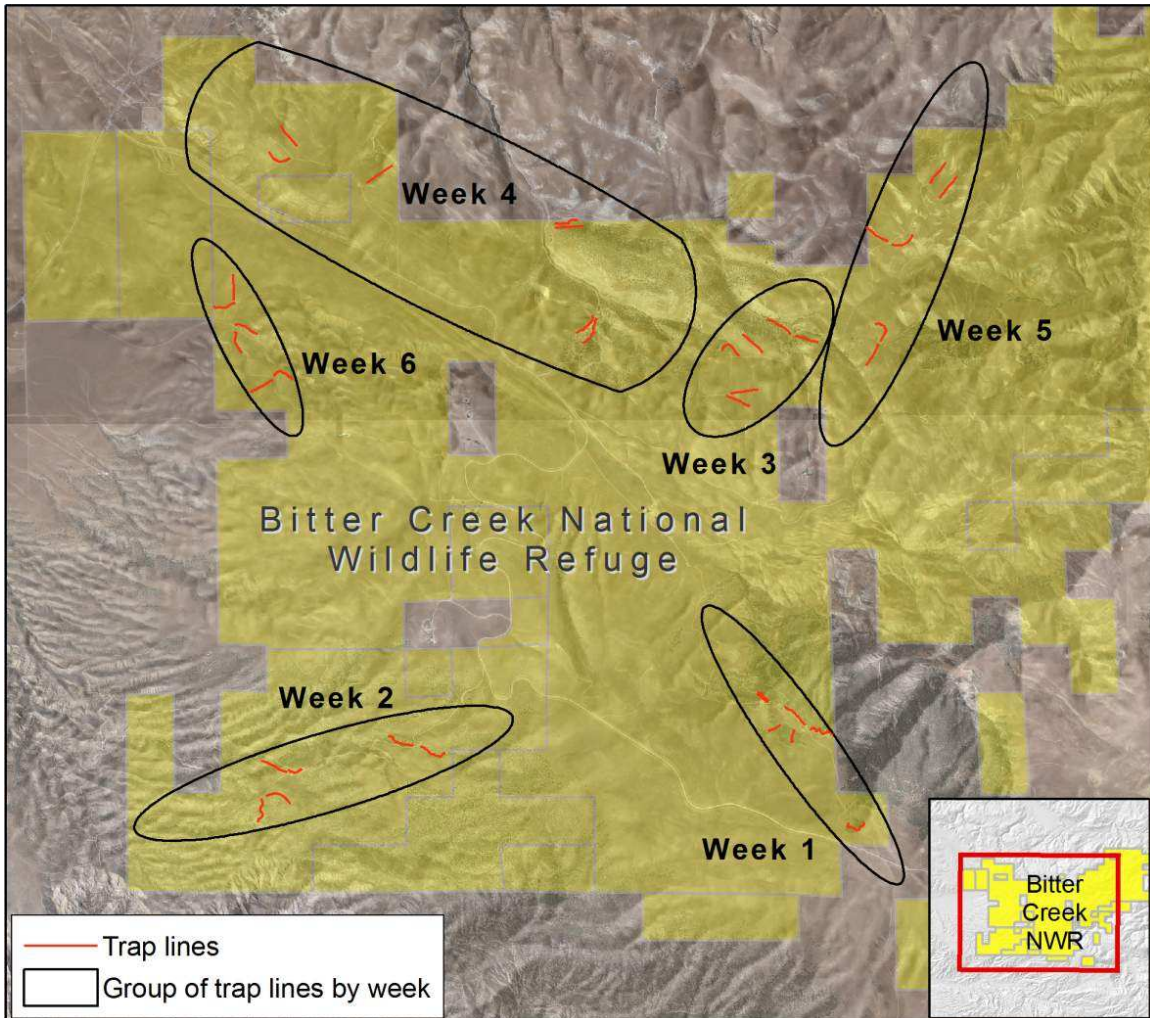 Week 4
Week 5
Week 6
Week 3
Bitter Creek National
Wildlife Refuge
Week 2
Week 1
Trap lines
Group of trap lines by week
Bitter
Creek
NWR